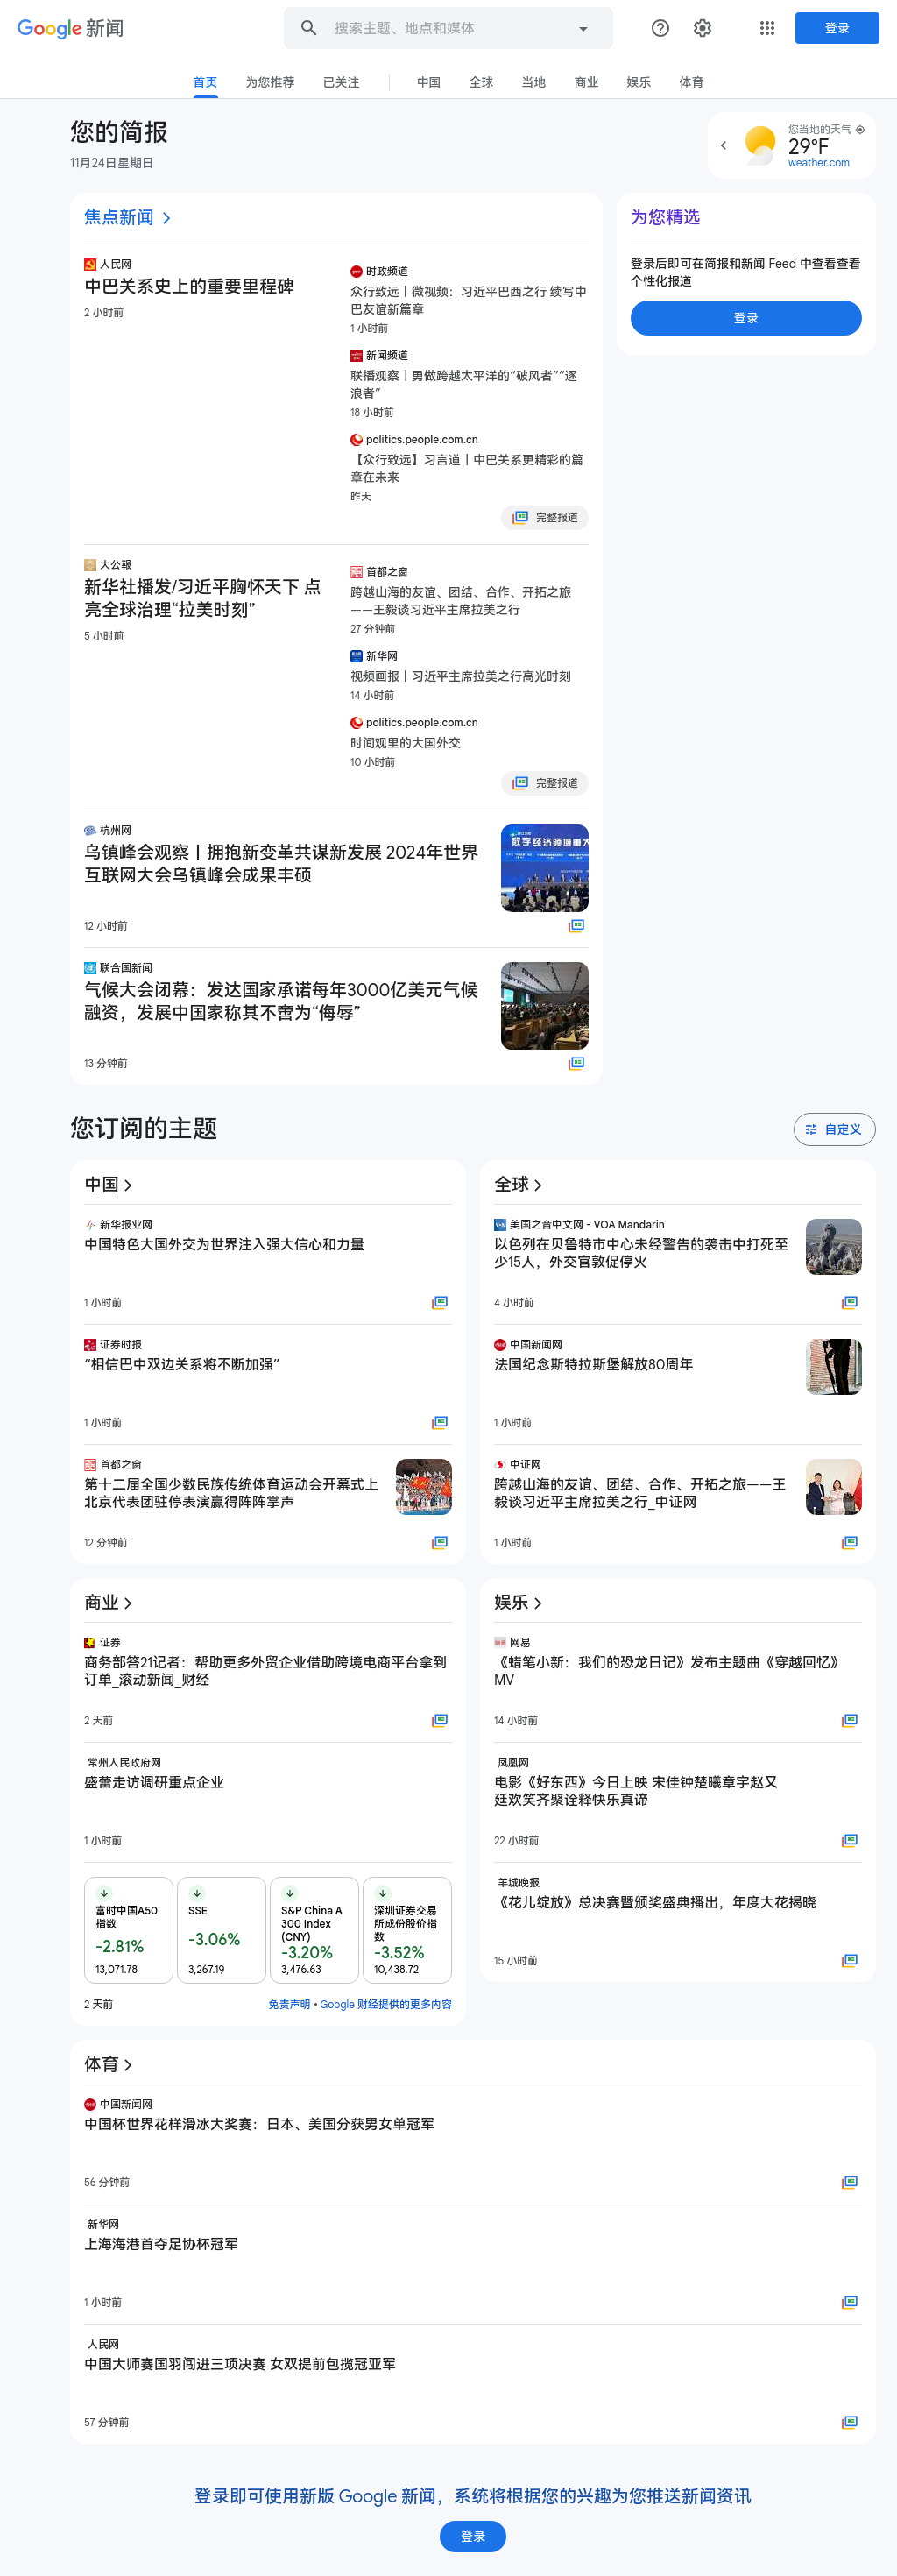 Google 新闻
搜索主题、地点和媒体
登录
首页 为您推荐 已关注 中国 全球 当地 商业 娱乐 体育
您的简报
11月24日星期日
您当地的天气
29°F
weather.com
焦点新闻
人民网
中巴关系史上的重要里程碑
2 小时前
时政频道
众行致远丨微视频：习近平巴西之行 续写中
巴友谊新篇章
1 小时前
新闻频道
联播观察丨勇做跨越太平洋的“破风者”“逐
浪者”
18 小时前
politics.people.com.cn
【众行致远】习言道丨中巴关系更精彩的篇
章在未来
昨天
完整报道
为您精选
登录后即可在简报和新闻 Feed 中查看查看
个性化报道
登录
大公報
新华社播发/习近平胸怀天下 点
亮全球治理“拉美时刻”
5 小时前
首都之窗
跨越山海的友谊、团结、合作、开拓之旅
——王毅谈习近平主席拉美之行
27 分钟前
新华网
视频画报丨习近平主席拉美之行高光时刻
14 小时前
politics.people.com.cn
时间观里的大国外交
10 小时前
完整报道
杭州网
乌镇峰会观察丨拥抱新变革共谋新发展 2024年世界
互联网大会乌镇峰会成果丰硕
数字经济领域重大
12 小时前
联合国新闻
气候大会闭幕：发达国家承诺每年3000亿美元气候
融资，发展中国家称其不啻为“侮辱”
13 分钟前
您订阅的主题
自定义
中国
新华报业网
中国特色大国外交为世界注入强大信心和力量
1 小时前
证券时报
“相信巴中双边关系将不断加强”
1 小时前
首都之窗
第十二届全国少数民族传统体育运动会开幕式上
北京代表团驻停表演赢得阵阵掌声
12 分钟前
全球
美国之音中文网 - VOA Mandarin
以色列在贝鲁特市中心未经警告的袭击中打死至
少15人，外交官敦促停火
4 小时前
中国新闻网
法国纪念斯特拉斯堡解放80周年
1 小时前
中证网
跨越山海的友谊、团结、合作、开拓之旅——王
毅谈习近平主席拉美之行_中证网
1 小时前
商业
证券
商务部答21记者：帮助更多外贸企业借助跨境电商平台拿到
订单_滚动新闻_财经
2 天前
常州人民政府网
盛蕾走访调研重点企业
1 小时前
富时中国A50
指数
-2.81%
13,071.78
SSE
-3.06%
3,267.19
S&P China A
300 Index
(CNY)
-3.20%
3,476.63
深圳证券交易
所成份股价指
数
-3.52%
10,438.72
2 天前
免责声明 • Google 财经提供的更多内容
娱乐
网易
《蜡笔小新：我们的恐龙日记》发布主题曲《穿越回忆》
MV
14 小时前
凤凰网
电影《好东西》今日上映 宋佳钟楚曦章宇赵又
廷欢笑齐聚诠释快乐真谛
22 小时前
羊城晚报
《花儿绽放》总决赛暨颁奖盛典播出，年度大花揭晓
15 小时前
体育
中国新闻网
中国杯世界花样滑冰大奖赛：日本、美国分获男女单冠军
56 分钟前
新华网
上海海港首夺足协杯冠军
1 小时前
人民网
中国大师赛国羽闯进三项决赛 女双提前包揽冠亚军
57 分钟前
登录即可使用新版 Google 新闻，系统将根据您的兴趣为您推送新闻资讯
登录